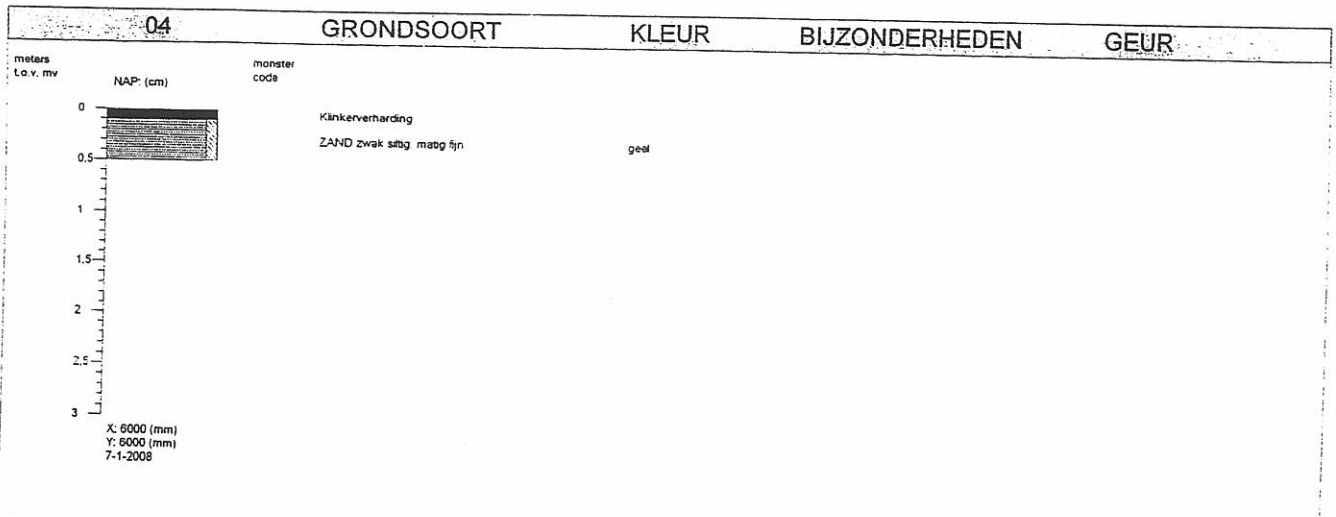 04 GRONDSOORT KLEUR BIJZONDERHEDEN GEUR
meters
t.o.v. mv
NAP: (cm)
monster
code
0
Klinkerverharding
ZAND zwak siltig matig fijn
geel
0.5
1
1.5
2
2.5
3
X: 6000 (mm)
Y: 6000 (mm)
7-1-2008